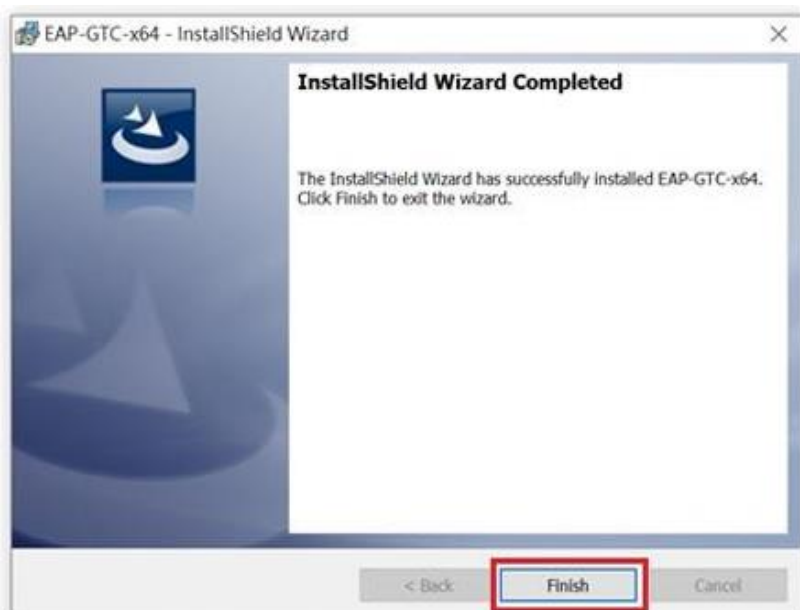 EAP-GTC-x64 - InstallShield Wizard
InstallShield Wizard Completed
The InstallShield Wizard has successfully installed EAP-GTC-x64.
Click Finish to exit the wizard.
< Back
Finish
Cancel